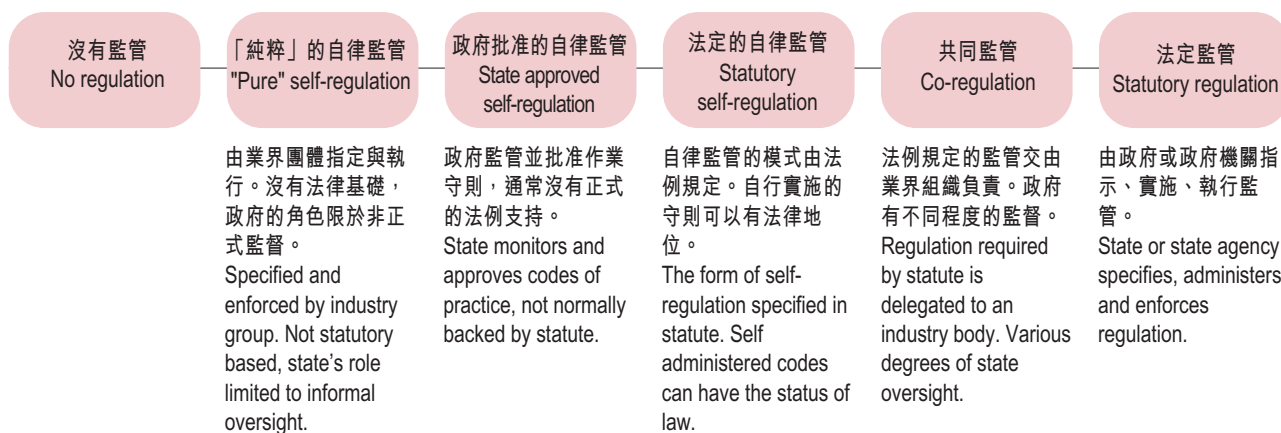 沒有監管
No regulation
「純粹」的自律監管
"Pure" self-regulation
政府批准的自律監管
State approved
self-regulation
法定的自律監管
Statutory
self-regulation
共同監管
Co-regulation
法定監管
Statutory regulation
由業界團體指定與執
行。沒有法律基礎，
政府的角色限於非正
式監督。
Specified and
enforced by industry
group. Not statutory
based, state’s role
limited to informal
oversight.
政府監管並批准作業
守則，通常沒有正式
的法例支持。
State monitors and
approves codes of
practice, not normally
backed by statute.
自律監管的模式由法
例規定。自行實施的
守則可以有法律地
位。
The form of self-
regulation specified in
statute. Self
administered codes
can have the status of
law.
法例規定的監管交由
業界組織負責。政府
有不同程度的監督。
Regulation required
by statute is
delegated to an
industry body. Various
degrees of state
oversight.
由政府或政府機關指
示、實施、執行監
管。
State or state agency
specifies, administers
and enforces
regulation.